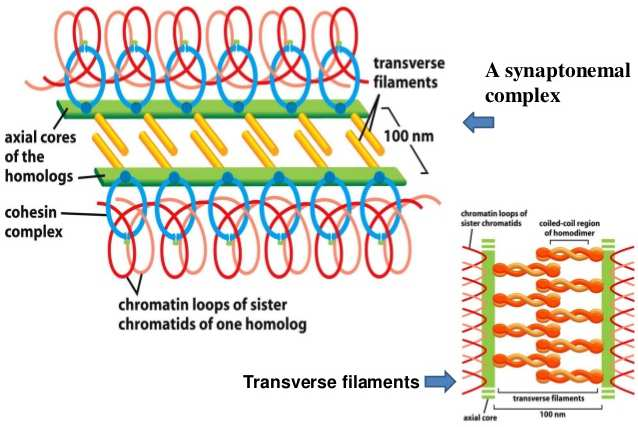 transverse
filaments
A synaptonemal
complex
100 nm
axial cores
of the
homologs
cohesin
complex
chromatin loops of sister
chromatids of one homolog
chromatin loops of
sister chromatids
coiled-coil region
of homodimer
Transverse filaments
transverse filaments
axial core
100 nm